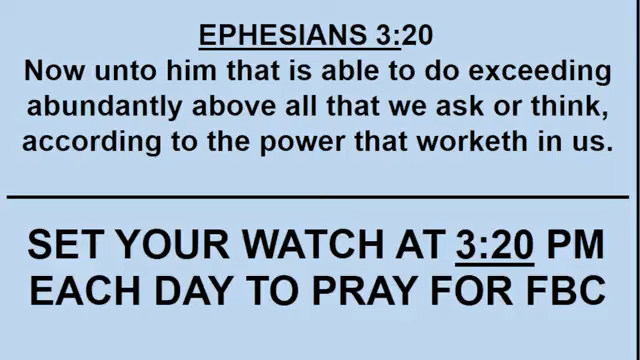 EPHESIANS 3:20
Now unto him that is able to do exceeding
abundantly above all that we ask or think,
according to the power that worketh in us.
SET YOUR WATCH AT 3:20 PM
EACH DAY TO PRAY FOR FBC